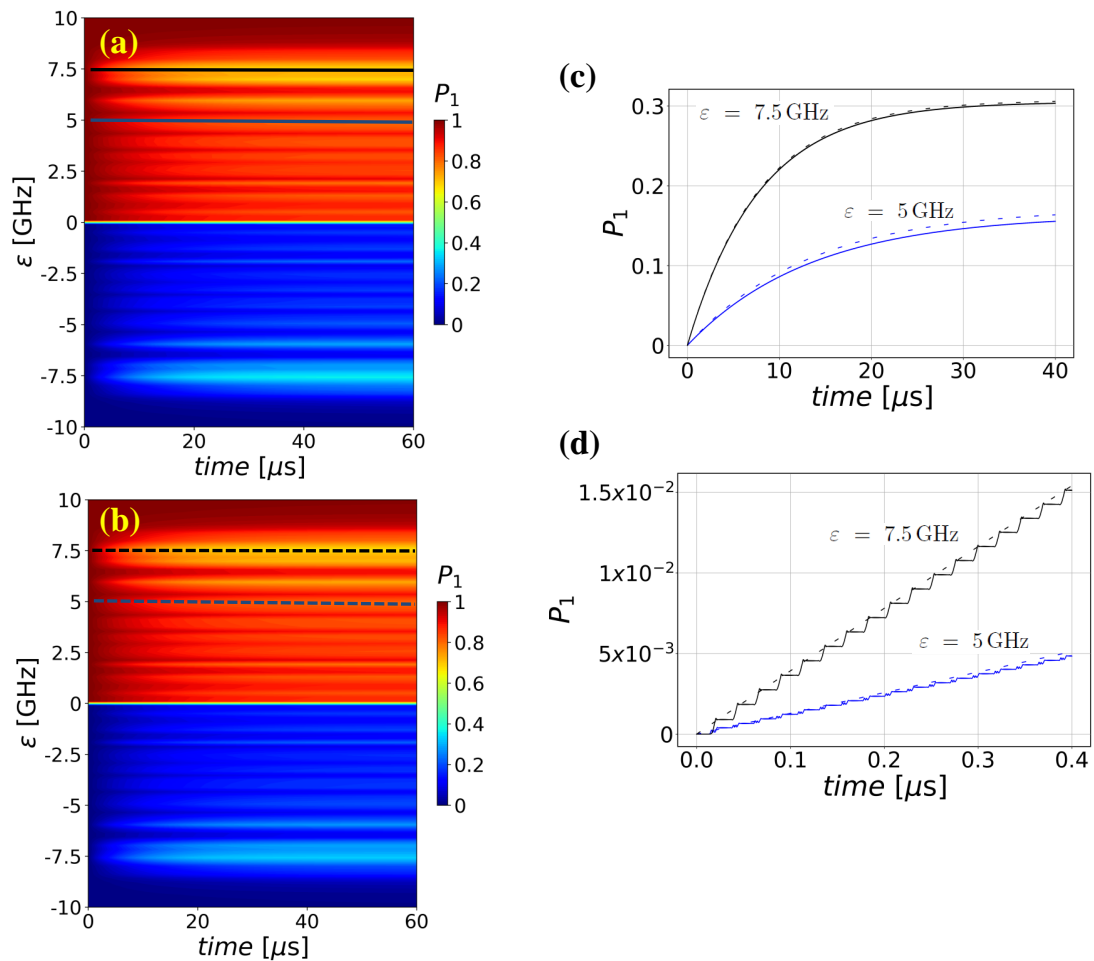 (a)
10
7.5
5
2.5
0
-2.5
-5
-7.5
-10
ε [GHz]
0 20 40 60
time [μs]
P₁
1
0.8
0.6
0.4
0.2
0
(b)
10
7.5
5
2.5
0
-2.5
-5
-7.5
-10
ε [GHz]
0 20 40 60
time [μs]
P₁
1
0.8
0.6
0.4
0.2
0
(c)
0.3
0.2
0.1
0
P₁
ε = 7.5 GHz
ε = 5 GHz
0 10 20 30 40
time [μs]
(d)
1.5x10⁻²
1x10⁻²
5x10⁻³
0
P₁
ε = 7.5 GHz
ε = 5 GHz
0.0 0.1 0.2 0.3 0.4
time [μs]